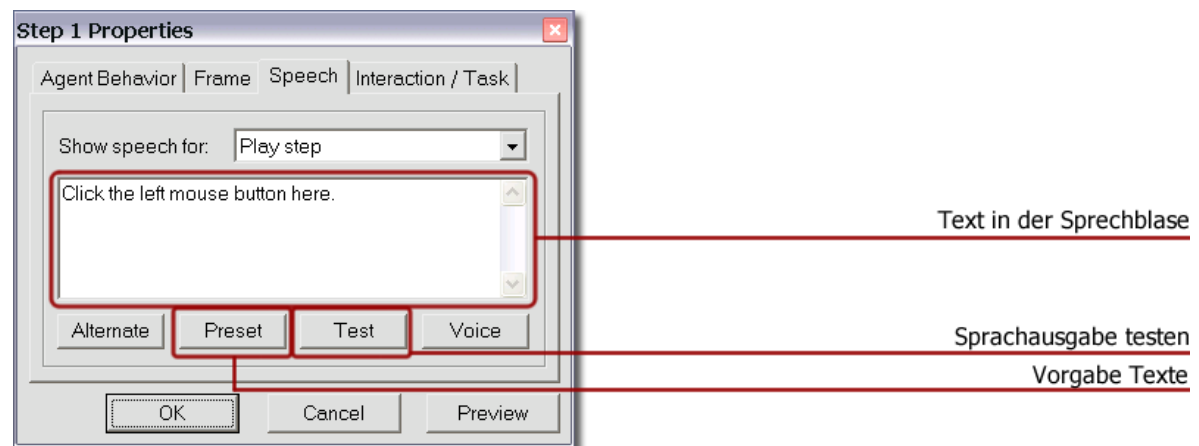 Step 1 Properties
Agent Behavior Frame Speech Interaction / Task
Show speech for: Play step
Click the left mouse button here.
Text in der Sprechblase
Alternate Preset Test Voice
Sprachausgabe testen
Vorgabe Texte
OK Cancel Preview